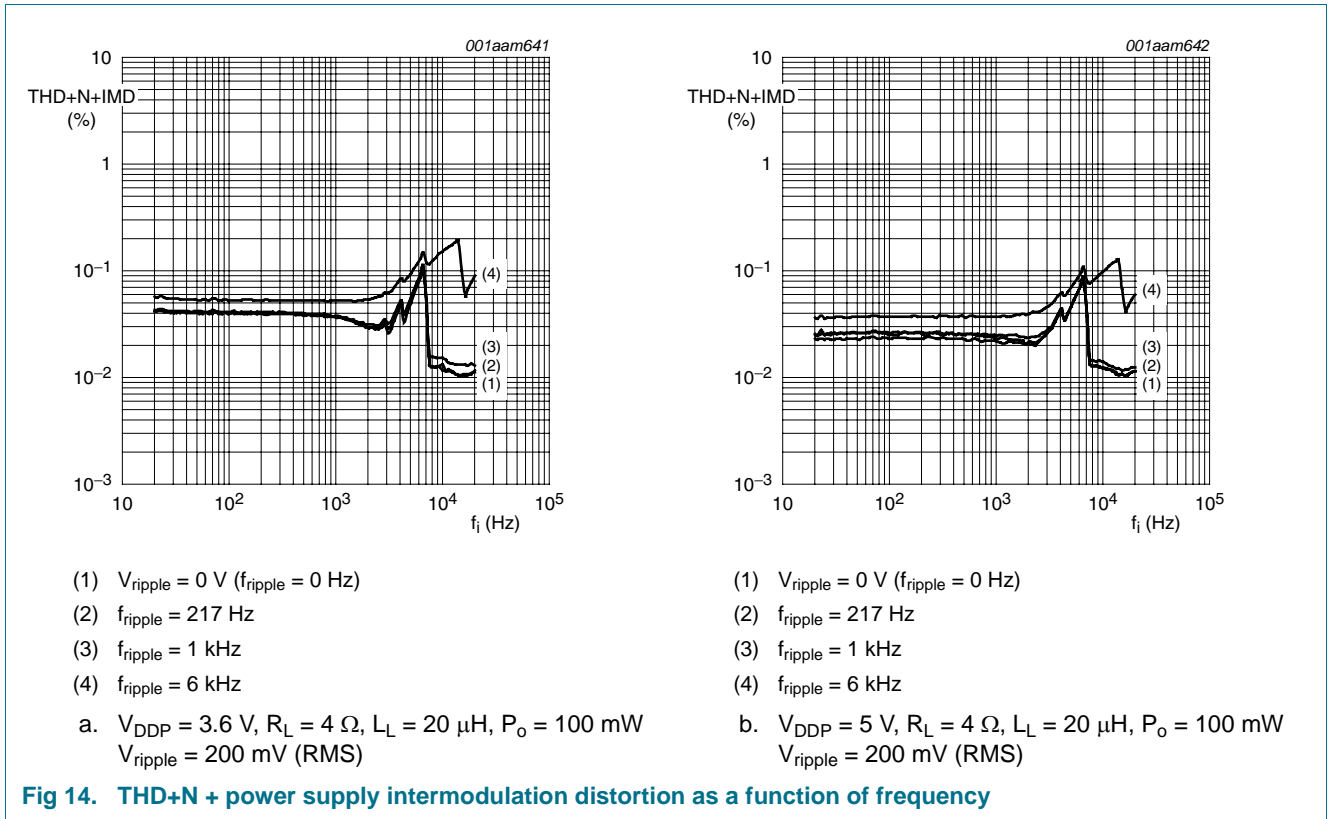 001aam641
10
THD+N+IMD
(%)
1
10−1
10−2
10−3
(4)
(3)
(2)
(1)
10 102 103 104 105
fi (Hz)
(1) Vripple = 0 V (fripple = 0 Hz)
(2) fripple = 217 Hz
(3) fripple = 1 kHz
(4) fripple = 6 kHz
a. VDDP = 3.6 V, RL = 4 Ω, LL = 20 μH, Po = 100 mW
Vripple = 200 mV (RMS)
001aam642
10
THD+N+IMD
(%)
1
10−1
10−2
10−3
(4)
(3)
(2)
(1)
10 102 103 104 105
fi (Hz)
(1) Vripple = 0 V (fripple = 0 Hz)
(2) fripple = 217 Hz
(3) fripple = 1 kHz
(4) fripple = 6 kHz
b. VDDP = 5 V, RL = 4 Ω, LL = 20 μH, Po = 100 mW
Vripple = 200 mV (RMS)
Fig 14. THD+N + power supply intermodulation distortion as a function of frequency